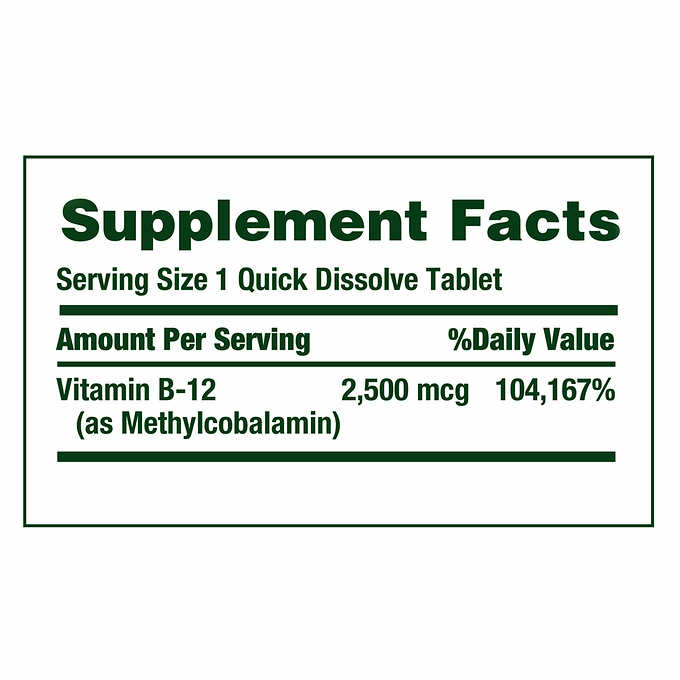 Supplement Facts
Serving Size 1 Quick Dissolve Tablet
Amount Per Serving %Daily Value
Vitamin B-12 2,500 mcg 104,167%
(as Methylcobalamin)